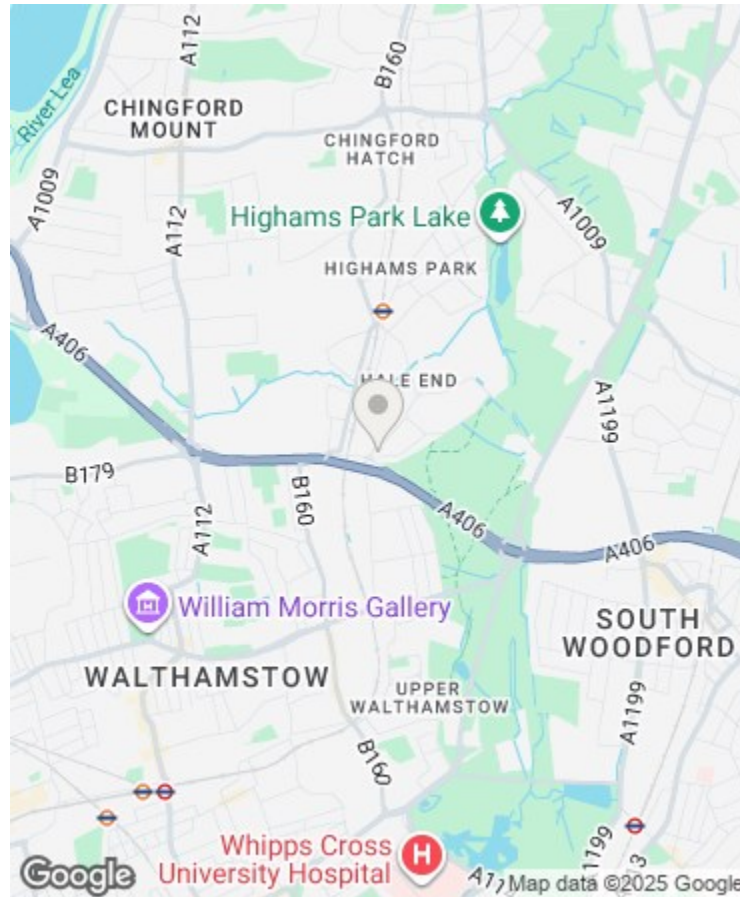 A112
B160
River Lea
CHINGFORD
MOUNT
CHINGFORD
HATCH
A1009
A112
Highams Park Lake
A1009
HIGHAMS PARK
A406
HALE END
A1199
B179
B160
A112
A406
A406
William Morris Gallery
SOUTH
WOODFORD
WALTHAMSTOW
UPPER
WALTHAMSTOW
A1199
B160
Whipps Cross
University Hospital
H
A1199
Google
Map data ©2025 Google